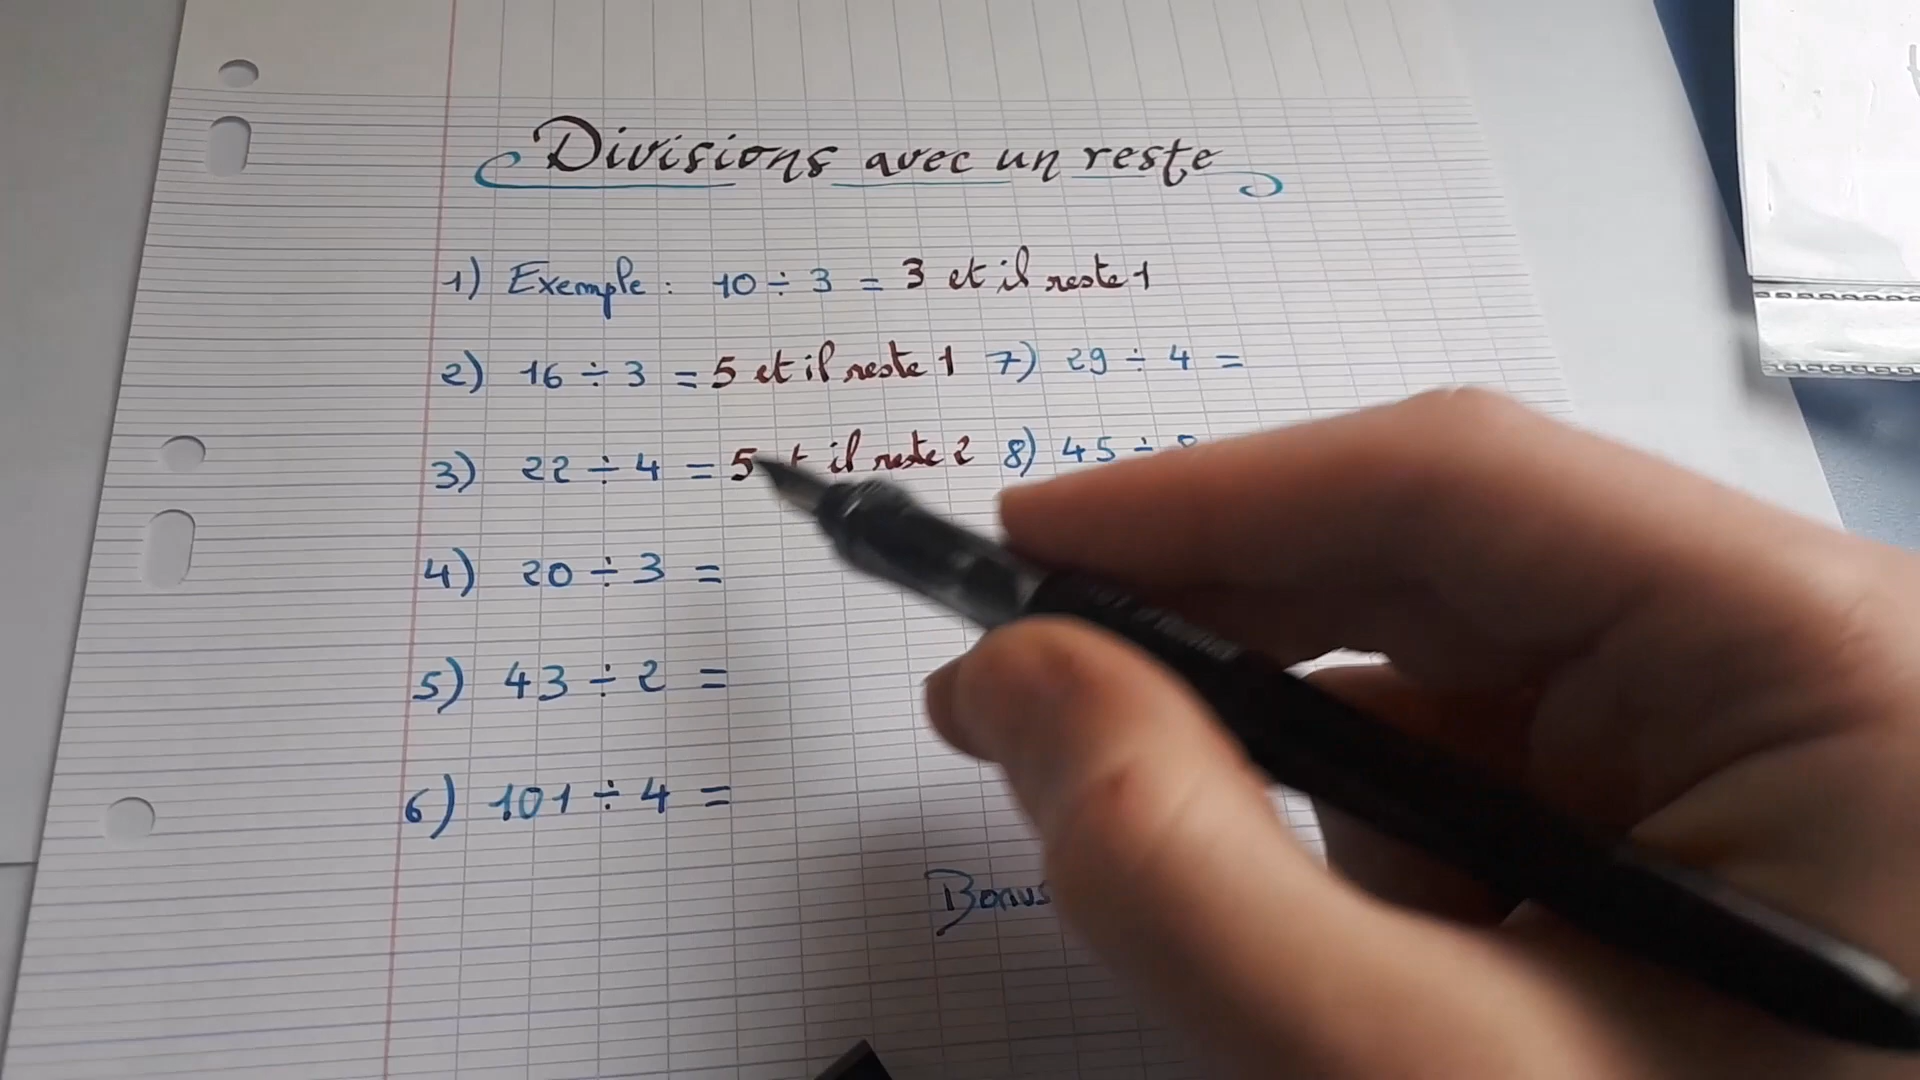 Divisions avec un reste
1) Exemple : 10 ÷ 3 = 3 et il reste 1
2) 16 ÷ 3 = 5 et il reste 1 7) 29 ÷ 4 =
3) 22 ÷ 4 = 5 et il reste 2 8) 45 ÷
4) 20 ÷ 3 =
5) 43 ÷ 2 =
6) 101 ÷ 4 =
Bonus